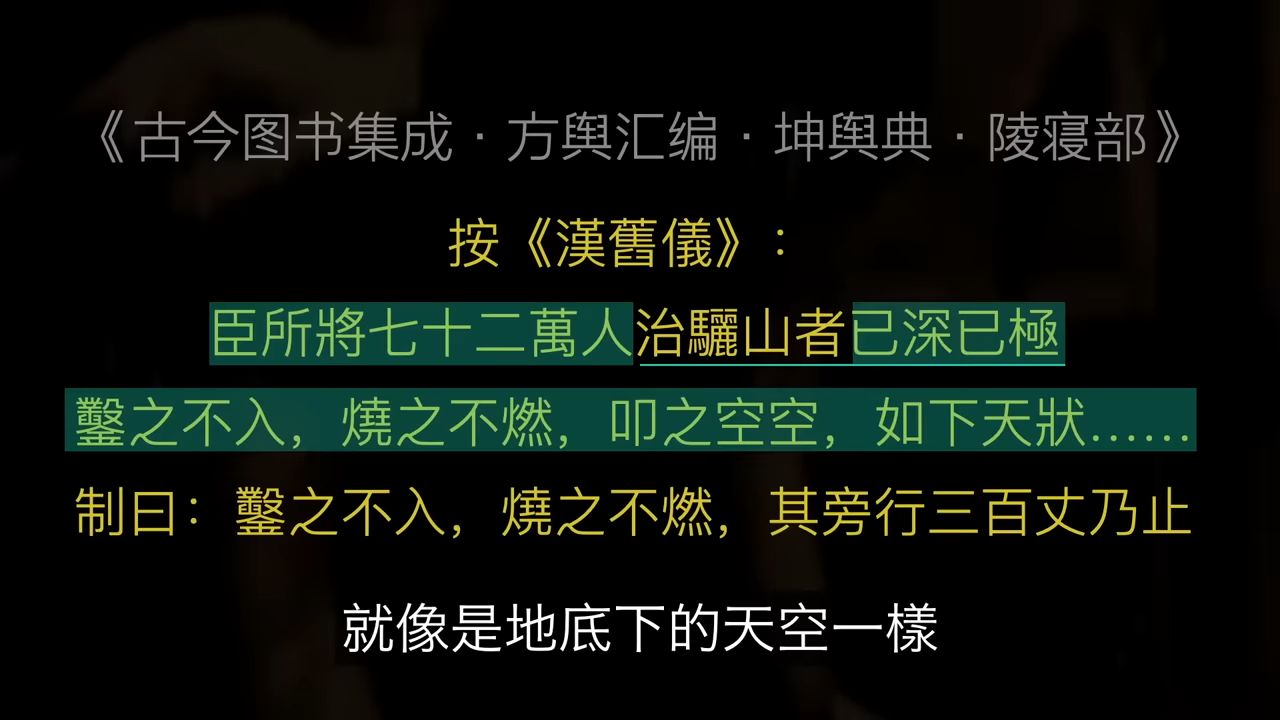 《古今图书集成·方舆汇编·坤舆典·陵寝部》
按《漢舊儀》：
臣所將七十二萬人治驪山者已深已極
鑿之不入，燒之不燃，叩之空空，如下天狀……
制曰：鑿之不入，燒之不燃，其旁行三百丈乃止
就像是地底下的天空一樣